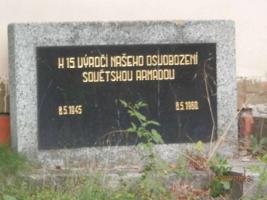 K 15 VÝROČÍ NAŠEHO OSVOBOZENÍ
SOVĚTSKOU ARMÁDOU
8.5.1945 8.5.1960.